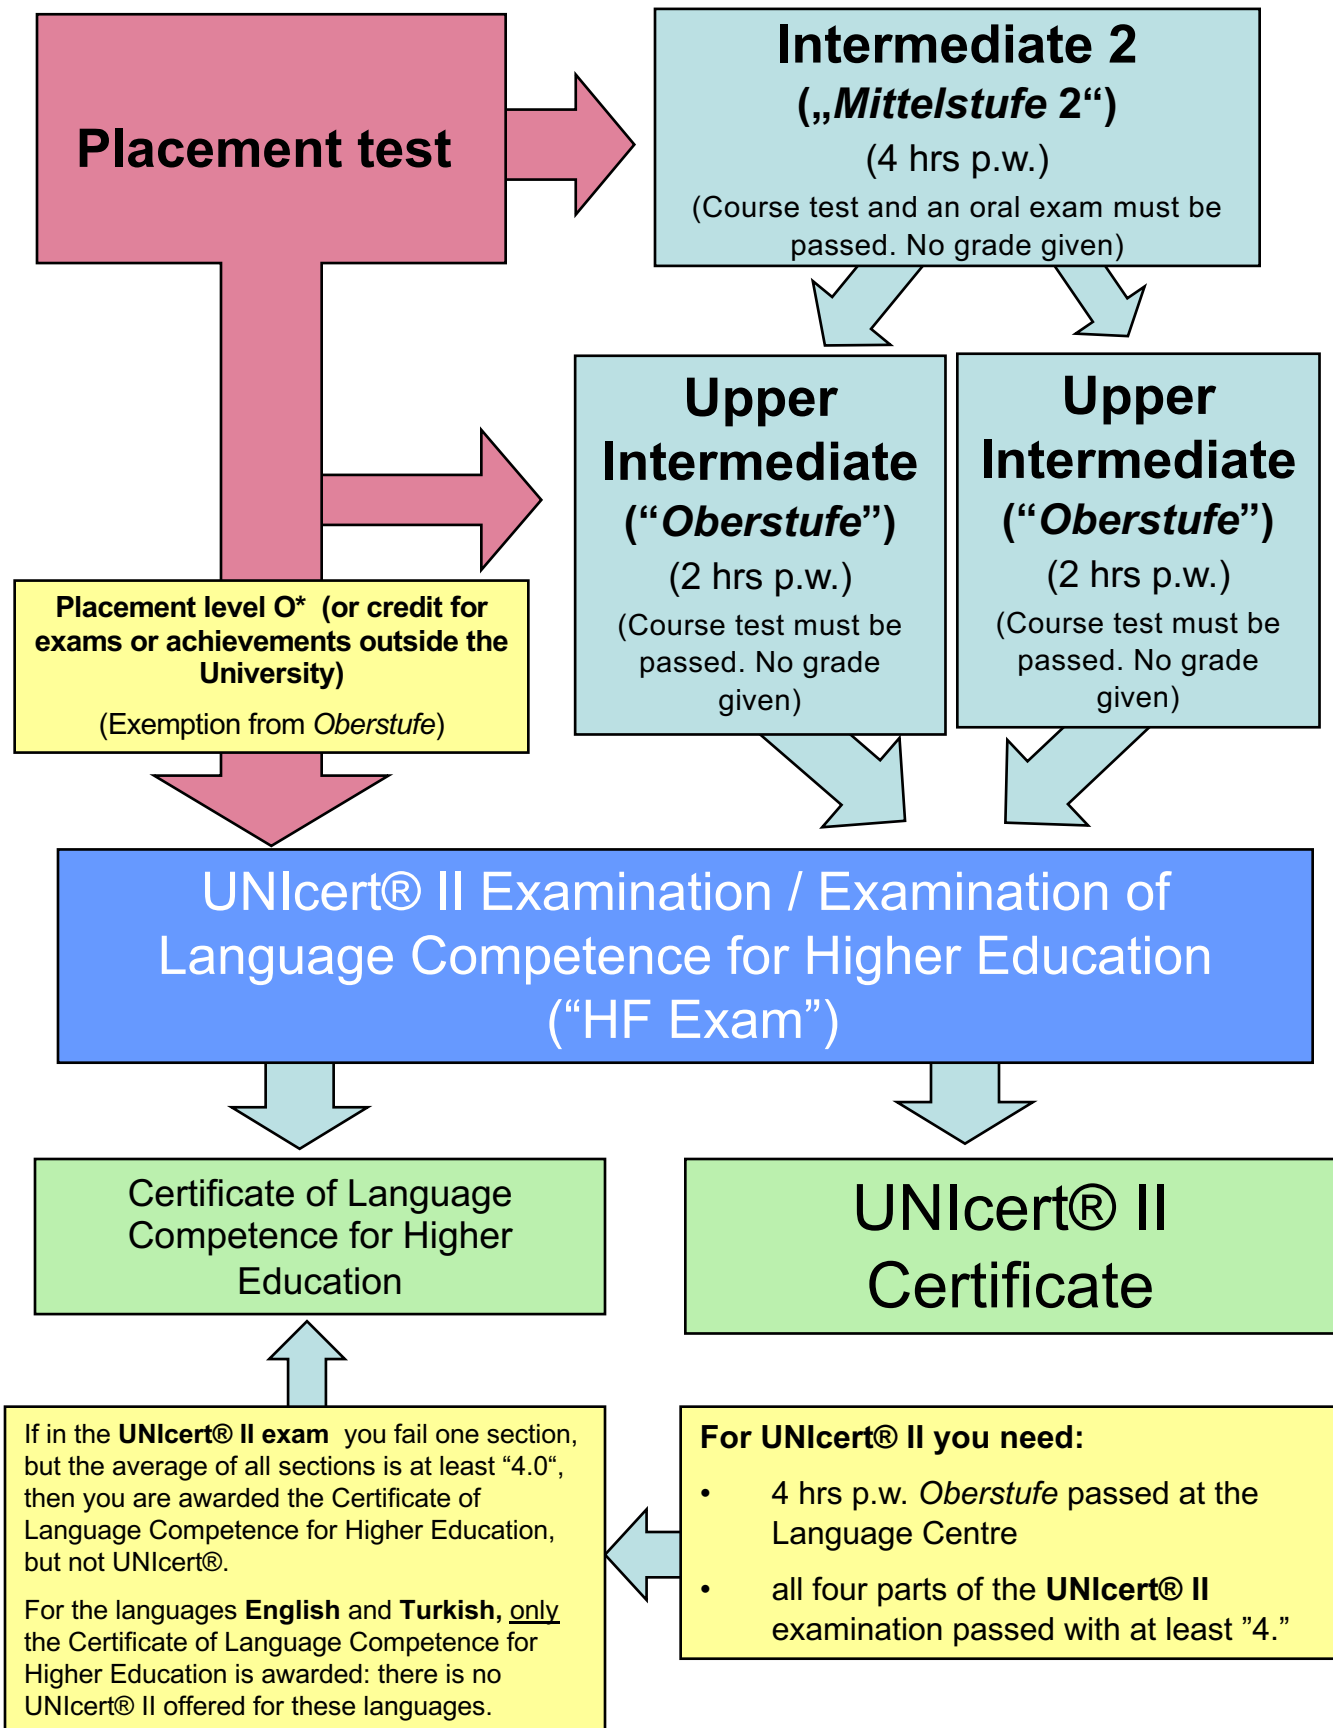 Placement test
Intermediate 2
(„Mittelstufe 2“)
(4 hrs p.w.)
(Course test and an oral exam must be
passed. No grade given)
Upper
Intermediate
(“Oberstufe”)
(2 hrs p.w.)
(Course test must be
passed. No grade
given)
Upper
Intermediate
(“Oberstufe”)
(2 hrs p.w.)
(Course test must be
passed. No grade
given)
Placement level O* (or credit for
exams or achievements outside the
University)
(Exemption from Oberstufe)
UNIcert® II Examination / Examination of
Language Competence for Higher Education
(“HF Exam”)
Certificate of Language
Competence for Higher
Education
UNIcert® II
Certificate
If in the UNIcert® II exam you fail one section,
but the average of all sections is at least “4.0“,
then you are awarded the Certificate of
Language Competence for Higher Education,
but not UNIcert®.
For the languages English and Turkish, only
the Certificate of Language Competence for
Higher Education is awarded: there is no
UNIcert® II offered for these languages.
For UNIcert® II you need:
• 4 hrs p.w. Oberstufe passed at the
Language Centre
• all four parts of the UNIcert® II
examination passed with at least ”4.”